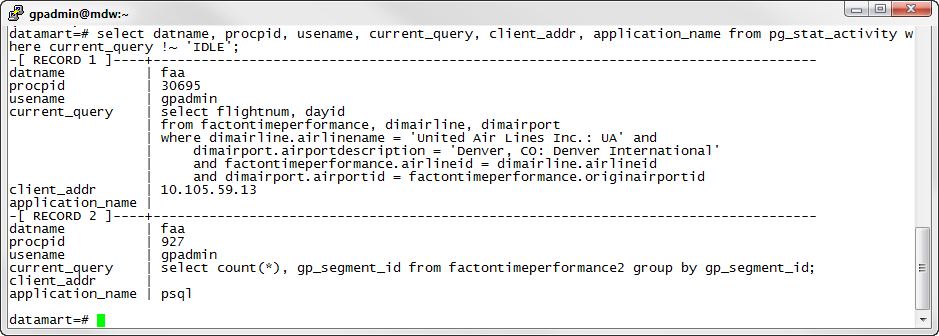 gpadmin@mdw:~
datamart=# select datname, procpid, usename, current_query, client_addr, application_name from pg_stat_activity w
here current_query !~ 'IDLE';
-[ RECORD 1 ]----+-----------------------------------------------------------------------------------
datname          | faa
procpid          | 30695
usename          | gpadmin
current_query    | select flightnum, dayid
                 | from factontimeperformance, dimairline, dimairport
                 | where dimairline.airlinename = 'United Air Lines Inc.: UA' and
                 |     dimairport.airportdescription = 'Denver, CO: Denver International'
                 |     and factontimeperformance.airlineid = dimairline.airlineid
                 |     and dimairport.airportid = factontimeperformance.originairportid
client_addr      | 10.105.59.13
application_name |
-[ RECORD 2 ]----+-----------------------------------------------------------------------------------
datname          | faa
procpid          | 927
usename          | gpadmin
current_query    | select count(*), gp_segment_id from factontimeperformance2 group by gp_segment_id;
client_addr      |
application_name | psql
datamart=#